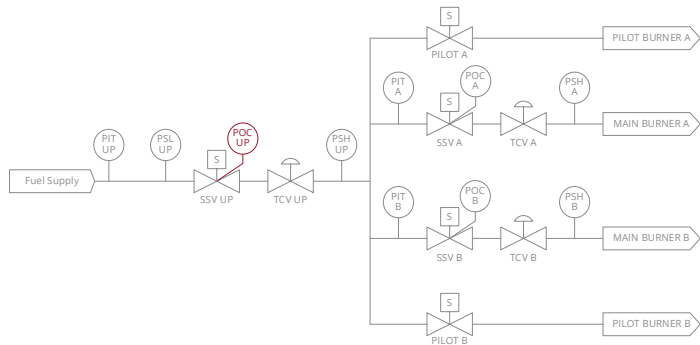 S
PILOT BURNER A
PILOT A
PIT
A
POC
A
PSH
A
S
MAIN BURNER A
SSV A
TCV A
PIT
UP
PSL
UP
POC
UP
PSH
UP
S
Fuel Supply
SSV UP
TCV UP
PIT
B
POC
B
PSH
B
S
MAIN BURNER B
SSV B
TCV B
S
PILOT BURNER B
PILOT B